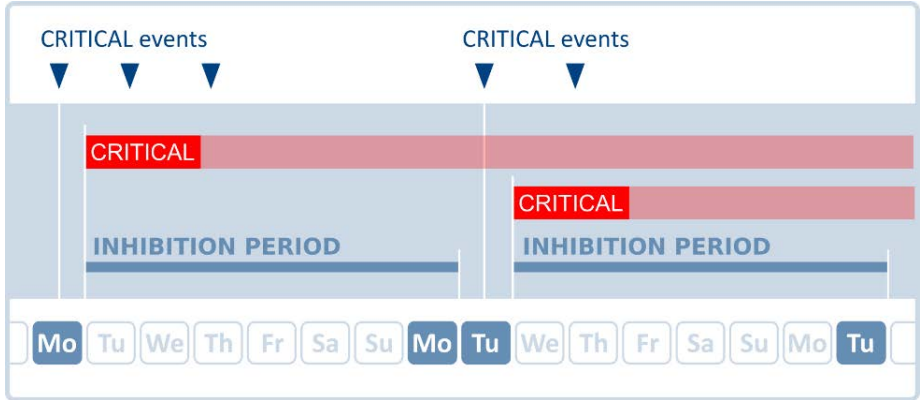 CRITICAL events CRITICAL events
CRITICAL
CRITICAL
INHIBITION PERIOD INHIBITION PERIOD
Mo Tu We Th Fr Sa Su Mo Tu We Th Fr Sa Su Mo Tu